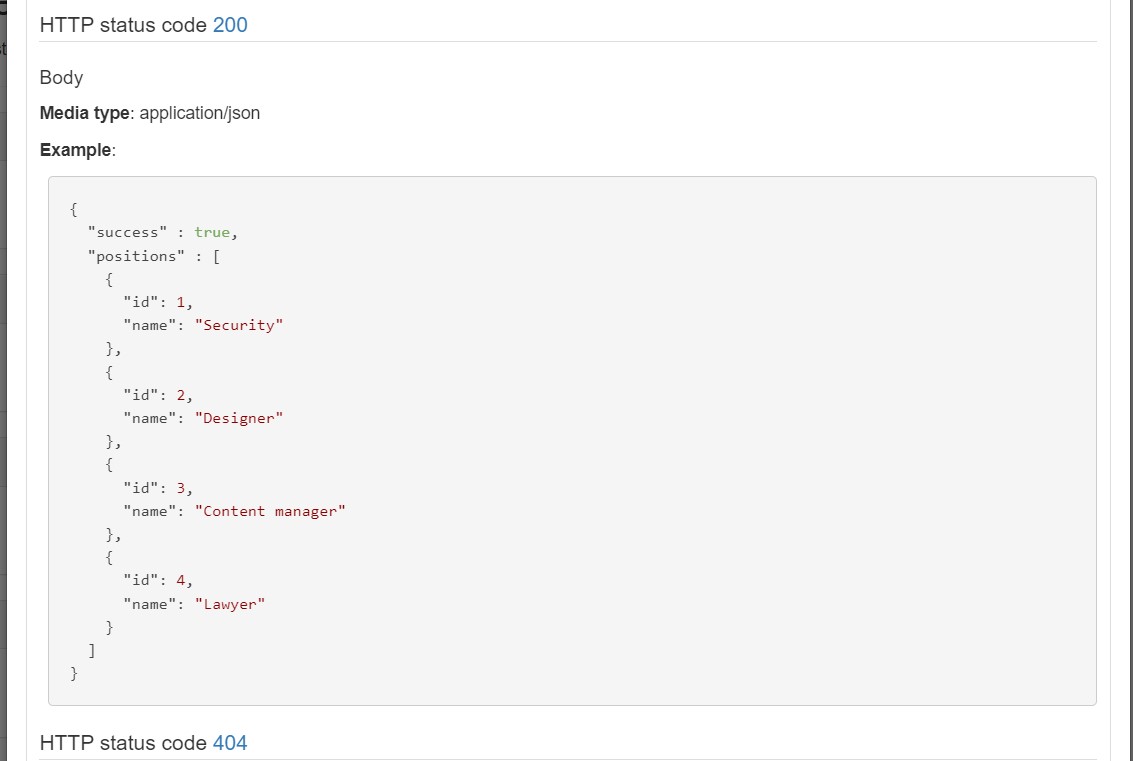 HTTP status code 200
Body
Media type: application/json
Example:
{
  "success" : true,
  "positions" : [
    {
      "id": 1,
      "name": "Security"
    },
    {
      "id": 2,
      "name": "Designer"
    },
    {
      "id": 3,
      "name": "Content manager"
    },
    {
      "id": 4,
      "name": "Lawyer"
    }
  ]
}
HTTP status code 404